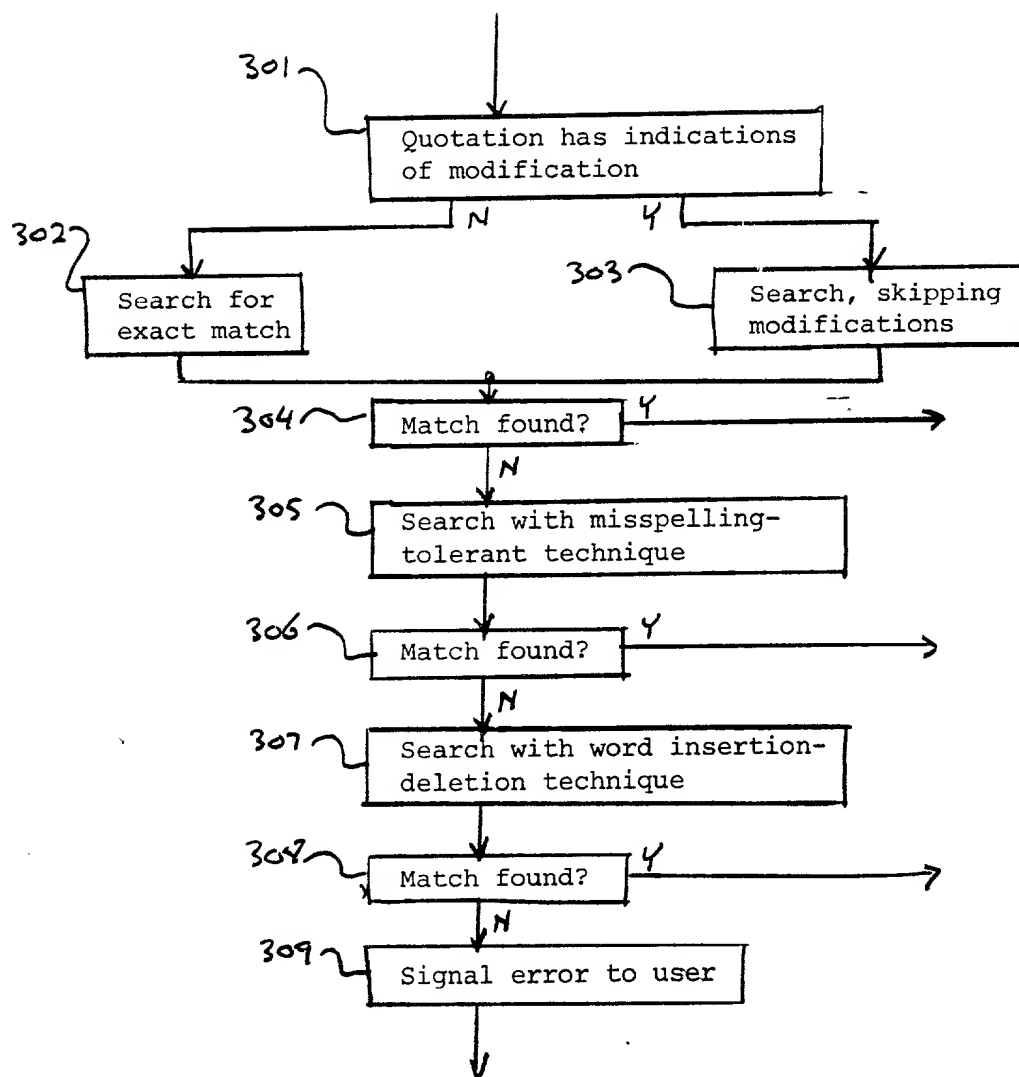 301
Quotation has indications
of modification
N
Y
302
Search for
exact match
303
Search, skipping
modifications
304
Match found?
Y
N
305
Search with misspelling-
tolerant technique
306
Match found?
Y
N
307
Search with word insertion-
deletion technique
308
Match found?
Y
N
309
Signal error to user